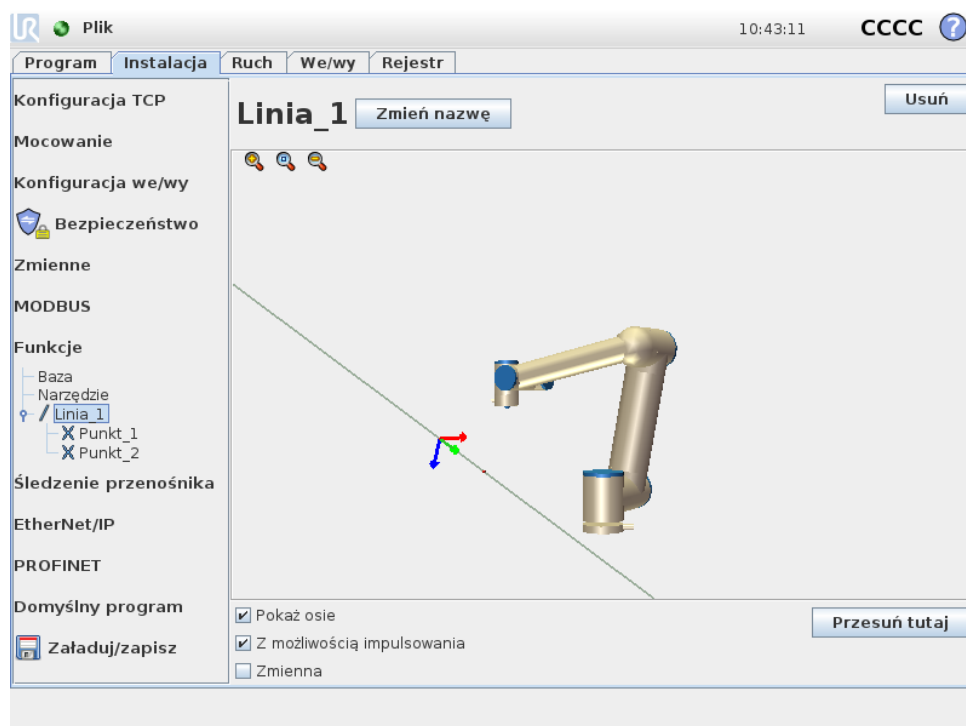 UR Plik 10:43:11 CCCC ?
Program Instalacja Ruch We/wy Rejestr
Konfiguracja TCP
Mocowanie
Konfiguracja we/wy
Bezpieczeństwo
Zmienne
MODBUS
Funkcje
Baza
Narzędzie
Linia_1
Punkt_1
Punkt_2
Śledzenie przenośnika
EtherNet/IP
PROFINET
Domyślny program
Załaduj/zapisz
Linia_1 Zmień nazwę Usuń
Pokaż osie
Z możliwością impulsowania
Zmienna
Przesuń tutaj